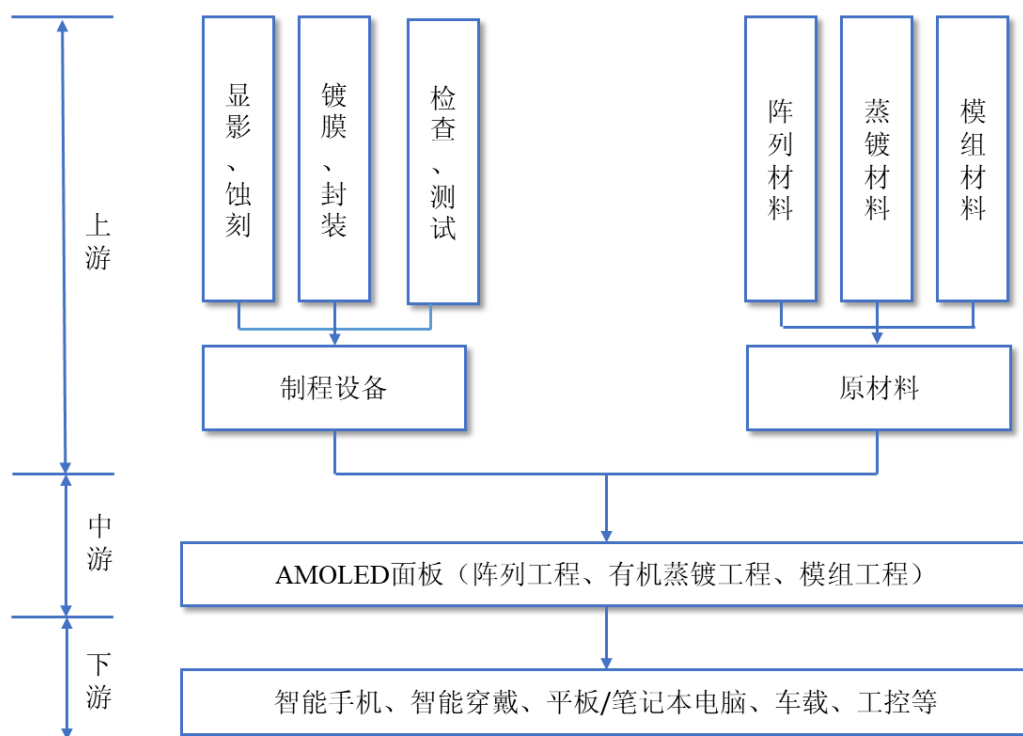 上游
显影、蚀刻
镀膜、封装
检查、测试
阵列材料
蒸镀材料
模组材料
制程设备
原材料
中游
AMOLED面板（阵列工程、有机蒸镀工程、模组工程）
下游
智能手机、智能穿戴、平板/笔记本电脑、车载、工控等